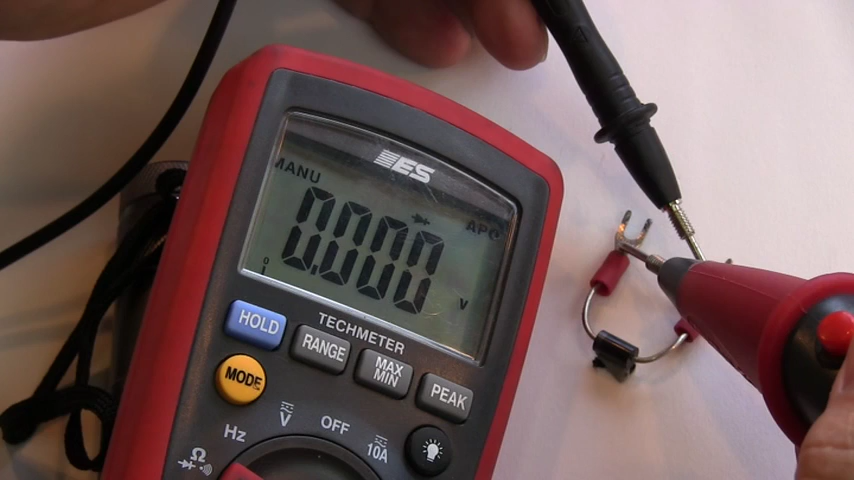 ES
MANU
APO
0.000
V
HOLD
TECHMETER
RANGE
MAX
MIN
PEAK
MODE
Hz
V
OFF
10A
Ω